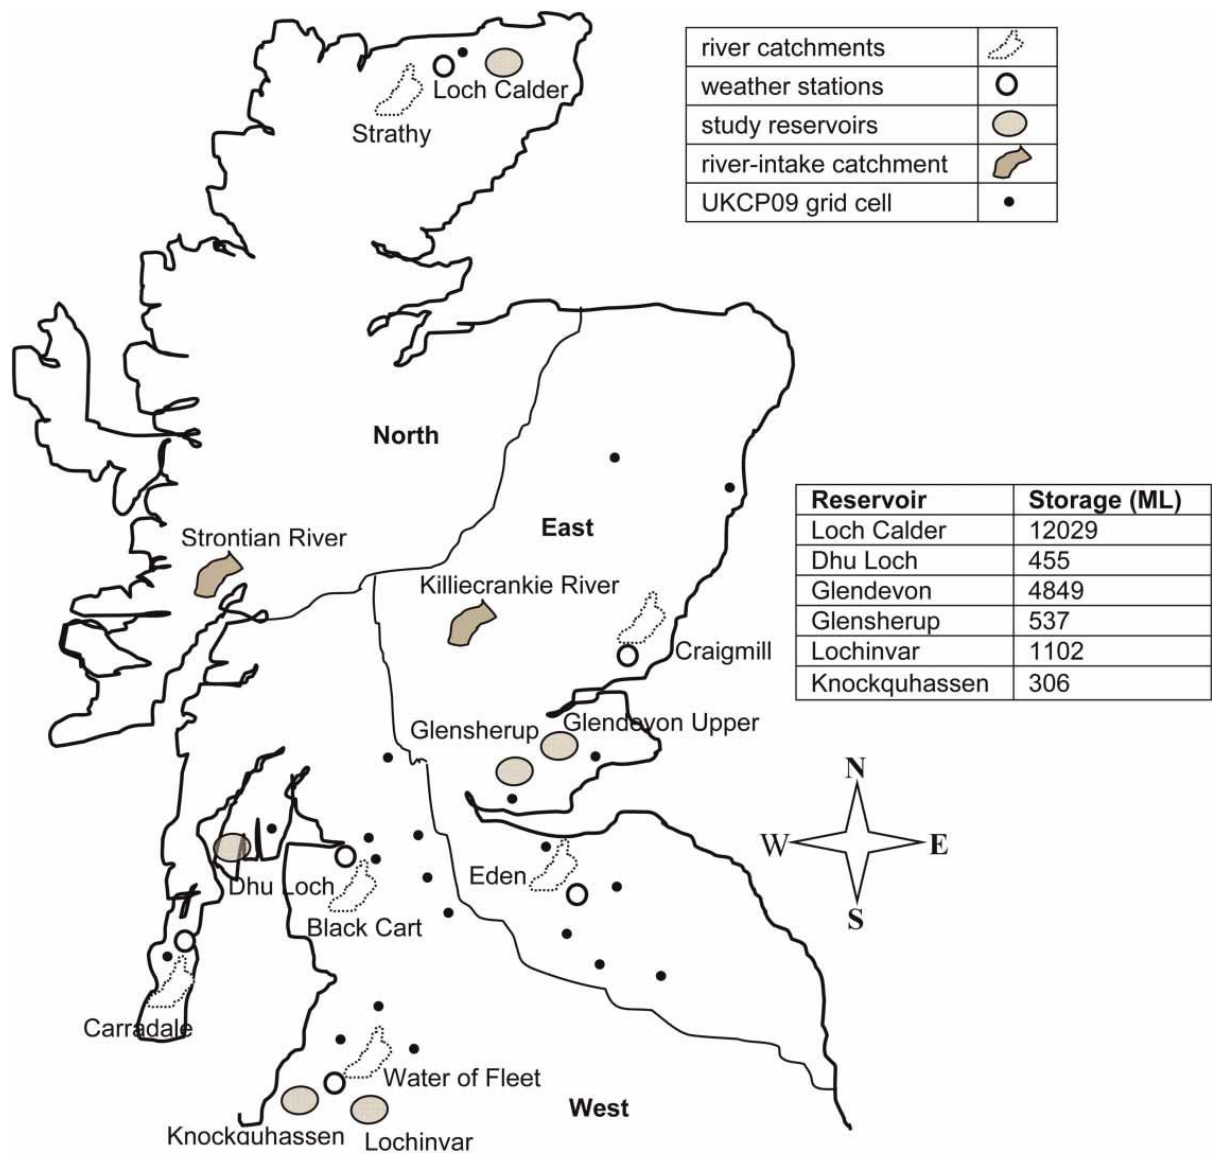 river catchments
weather stations
study reservoirs
river-intake catchment
UKCP09 grid cell
Loch Calder
Strathy
North
East
Strontian River
Killiecrankie River
Craigmill
Reservoir Storage (ML)
Loch Calder 12029
Dhu Loch 455
Glendevon 4849
Glensherup 537
Lochinvar 1102
Knockquhassen 306
Glensherup
Glendevon Upper
N
W
E
S
Dhu Loch
Eden
Black Cart
Carradale
Water of Fleet
West
Knockquhassen
Lochinvar